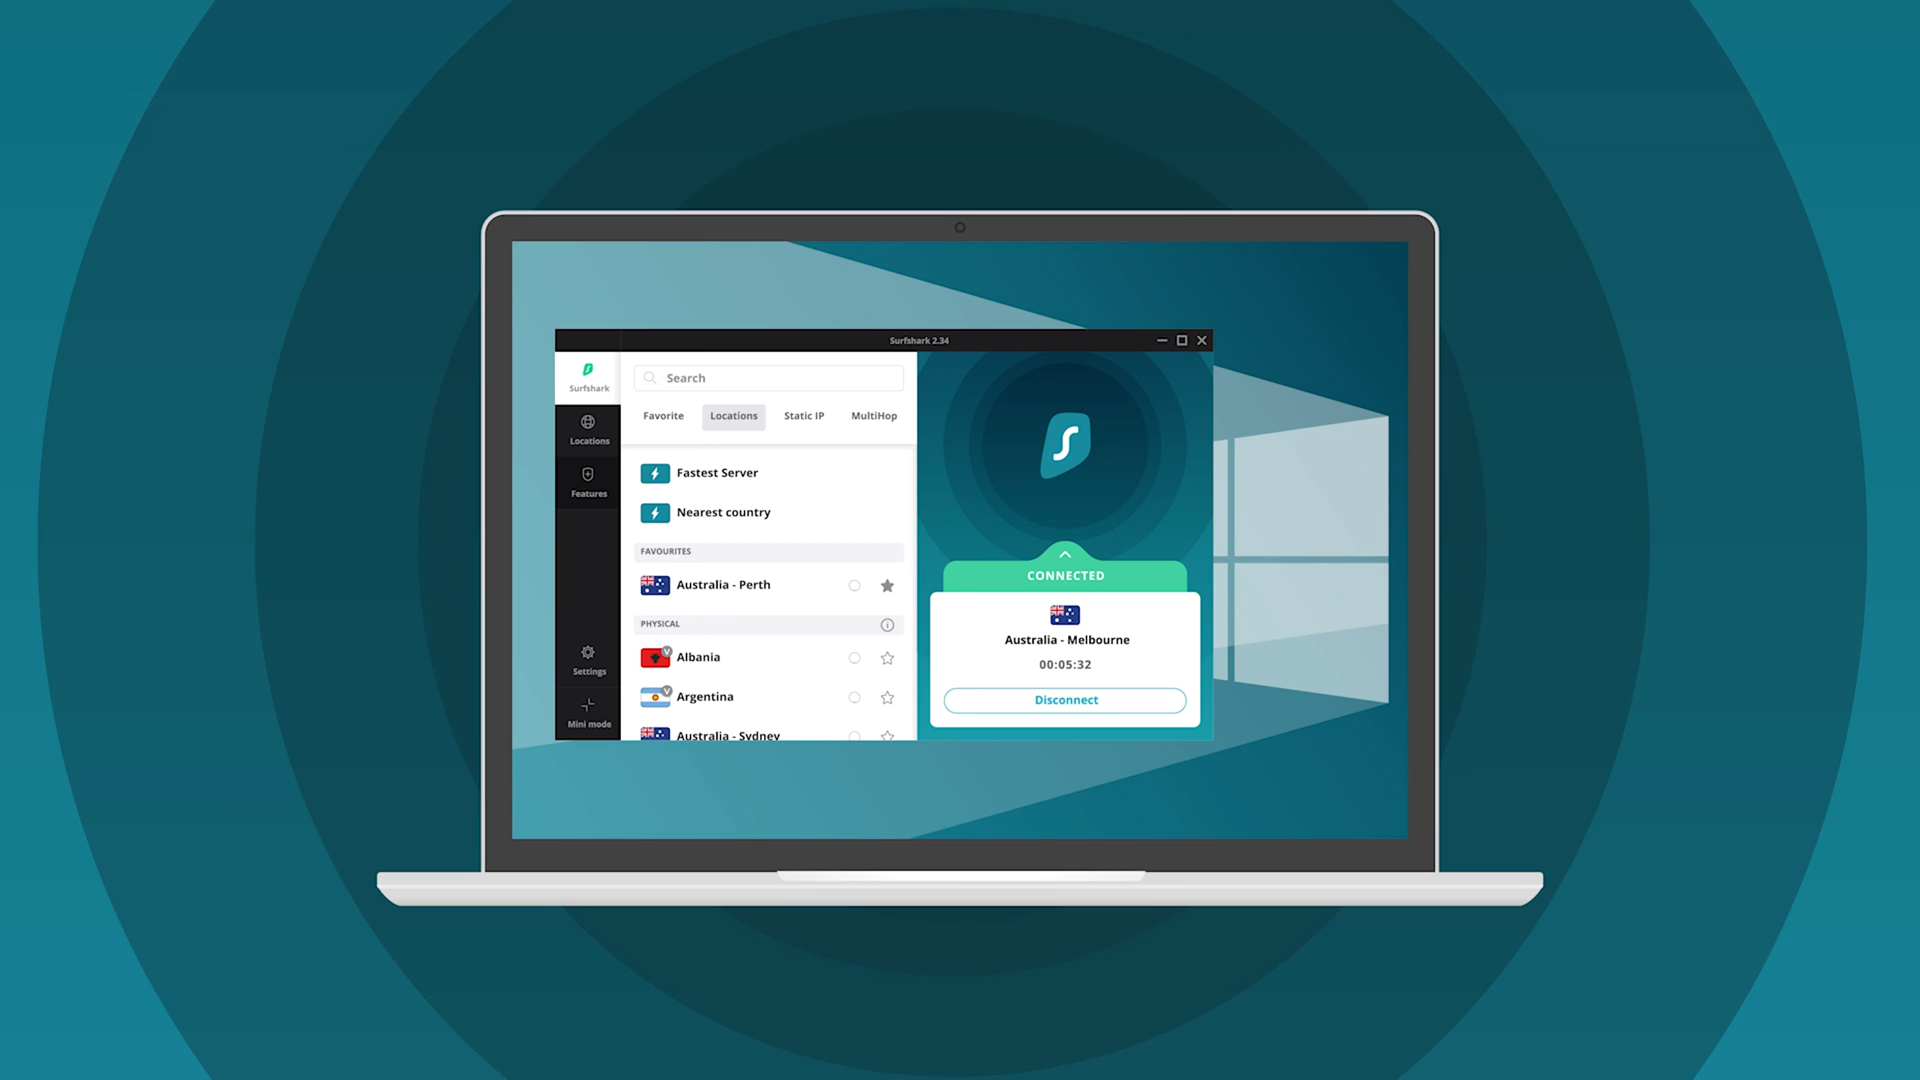 Surfshark 2.34
Surfshark
Locations
Features
Settings
Mini mode
Search
Favorite Locations Static IP MultiHop
Fastest Server
Nearest country
FAVOURITES
Australia - Perth
PHYSICAL
V Albania
V Argentina
Australia - Sydney
S
CONNECTED
Australia - Melbourne
00:05:32
Disconnect